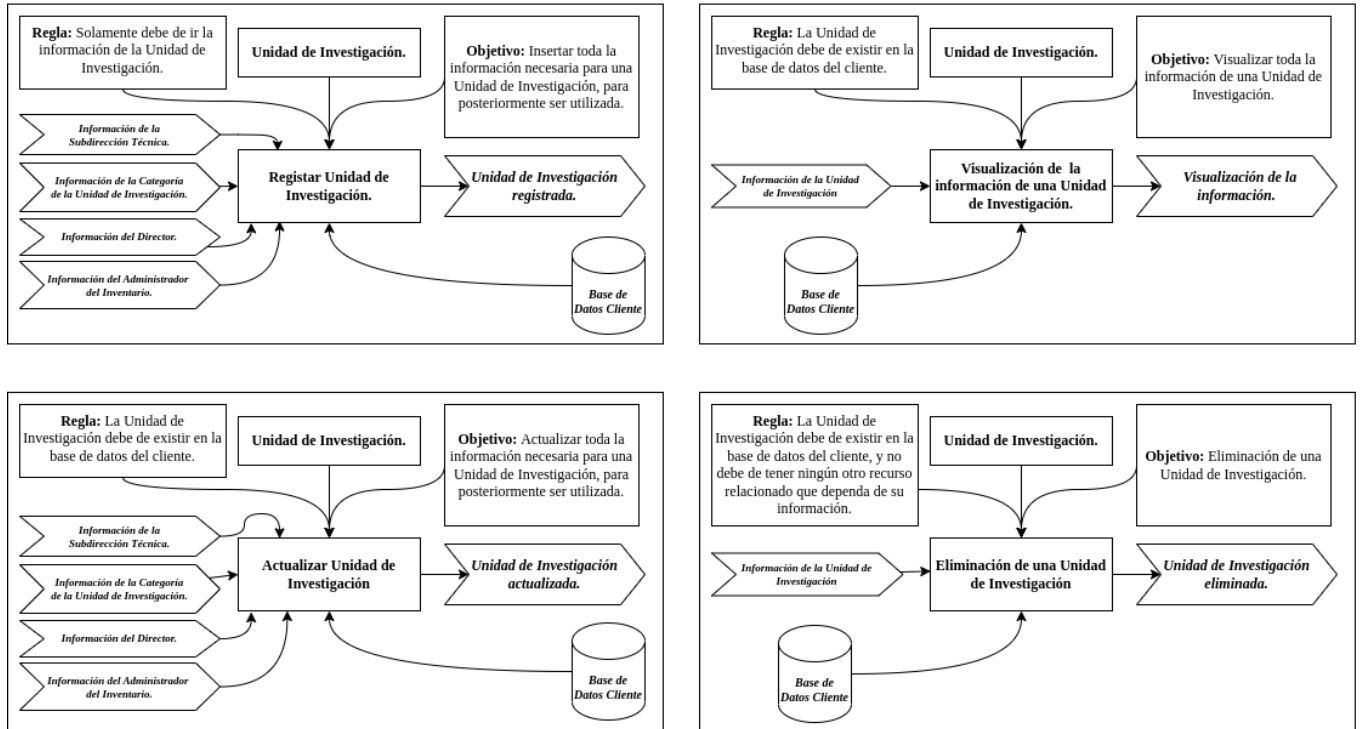 Regla: Solamente debe de ir la
información de la Unidad de
Investigación.
Unidad de Investigación.
Objetivo: Insertar toda la
información necesaria para una
Unidad de Investigación, para
posteriormente ser utilizada.
Información de la
Subdirección Técnica.
Información de la Categoría
de la Unidad de Investigación.
Información del Director.
Información del Administrador
del Inventario.
Registar Unidad de
Investigación.
Unidad de Investigación
registrada.
Base de
Datos Cliente
Regla: La Unidad de
Investigación debe de existir en la
base de datos del cliente.
Unidad de Investigación.
Objetivo: Visualizar toda la
información de una Unidad de
Investigación.
Información de la Unidad
de Investigación
Visualización de la
información de una Unidad
de Investigación.
Visualización de la
información.
Base de
Datos Cliente
Regla: La Unidad de
Investigación debe de existir en la
base de datos del cliente.
Unidad de Investigación.
Objetivo: Actualizar toda la
información necesaria para una
Unidad de Investigación, para
posteriormente ser utilizada.
Información de la
Subdirección Técnica.
Información de la Categoría
de la Unidad de Investigación.
Información del Director.
Información del Administrador
del Inventario.
Actualizar Unidad de
Investigación
Unidad de Investigación
actualizada.
Base de
Datos Cliente
Regla: La Unidad de
Investigación debe de existir en la
base de datos del cliente, y no
debe de tener ningún otro recurso
relacionado que dependa de su
información.
Unidad de Investigación.
Objetivo: Eliminación de una
Unidad de Investigación.
Información de la Unidad de
Investigación
Eliminación de una Unidad
de Investigación
Unidad de Investigación
eliminada.
Base de
Datos Cliente